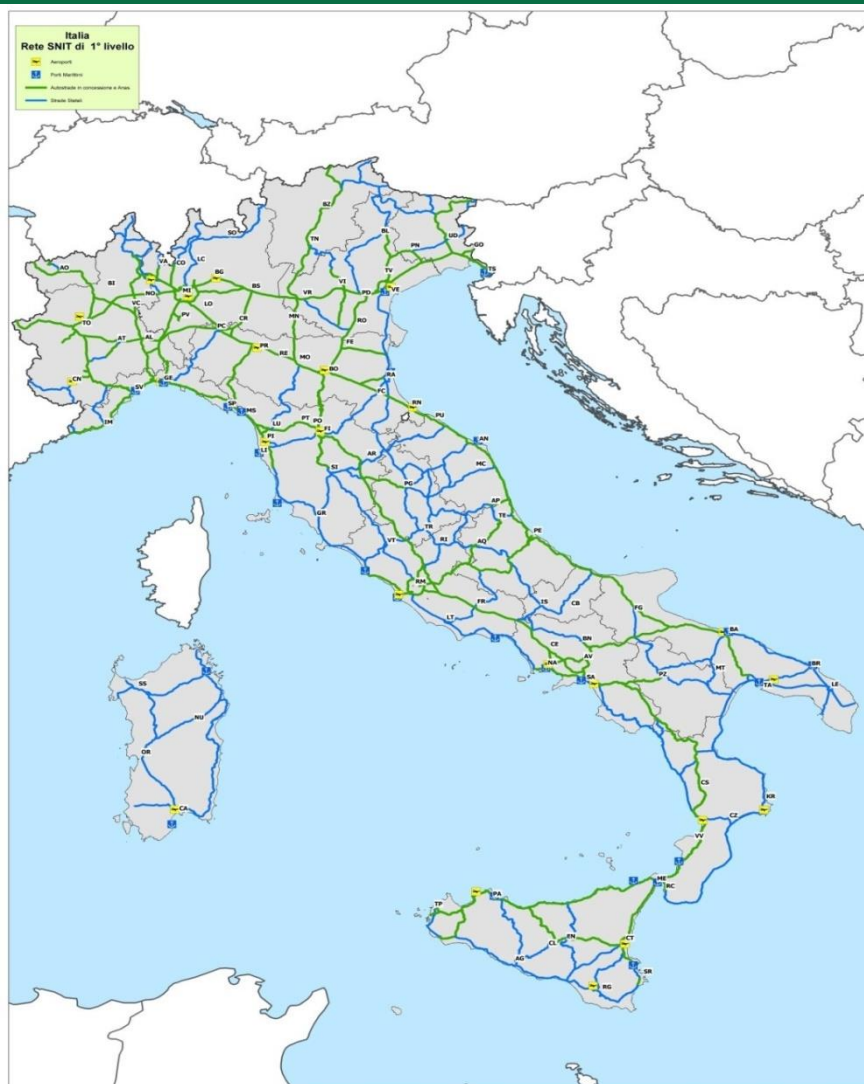 Italia
Rete SNIT di 1° livello
Aeroporti
Porti Marittimi
Autostrade in concessione e Anas
Strade Statali
BZ
SO
BL
UD
TN
PN
GO
AO
VA
CO
LC
BI
BG
TV
TS
NO
MI
BS
VR
VI
PD
VE
VC
LO
TO
PV
CR
MN
RO
AT
AL
PC
FE
PR
RE
MO
BO
RA
CN
SV
GE
FC
SP
MS
RN
IM
LU
PT
PO
PU
PI
FI
LI
AR
AN
SI
MC
PG
GR
AP
TE
TR
VT
RI
AQ
PE
RM
FR
IS
CB
FG
LT
CE
BN
BA
NA
AV
SA
PZ
MT
BR
TA
LE
SS
NU
OR
CS
CA
KR
CZ
VV
ME
RC
TP
PA
EN
CT
CL
AG
SR
RG